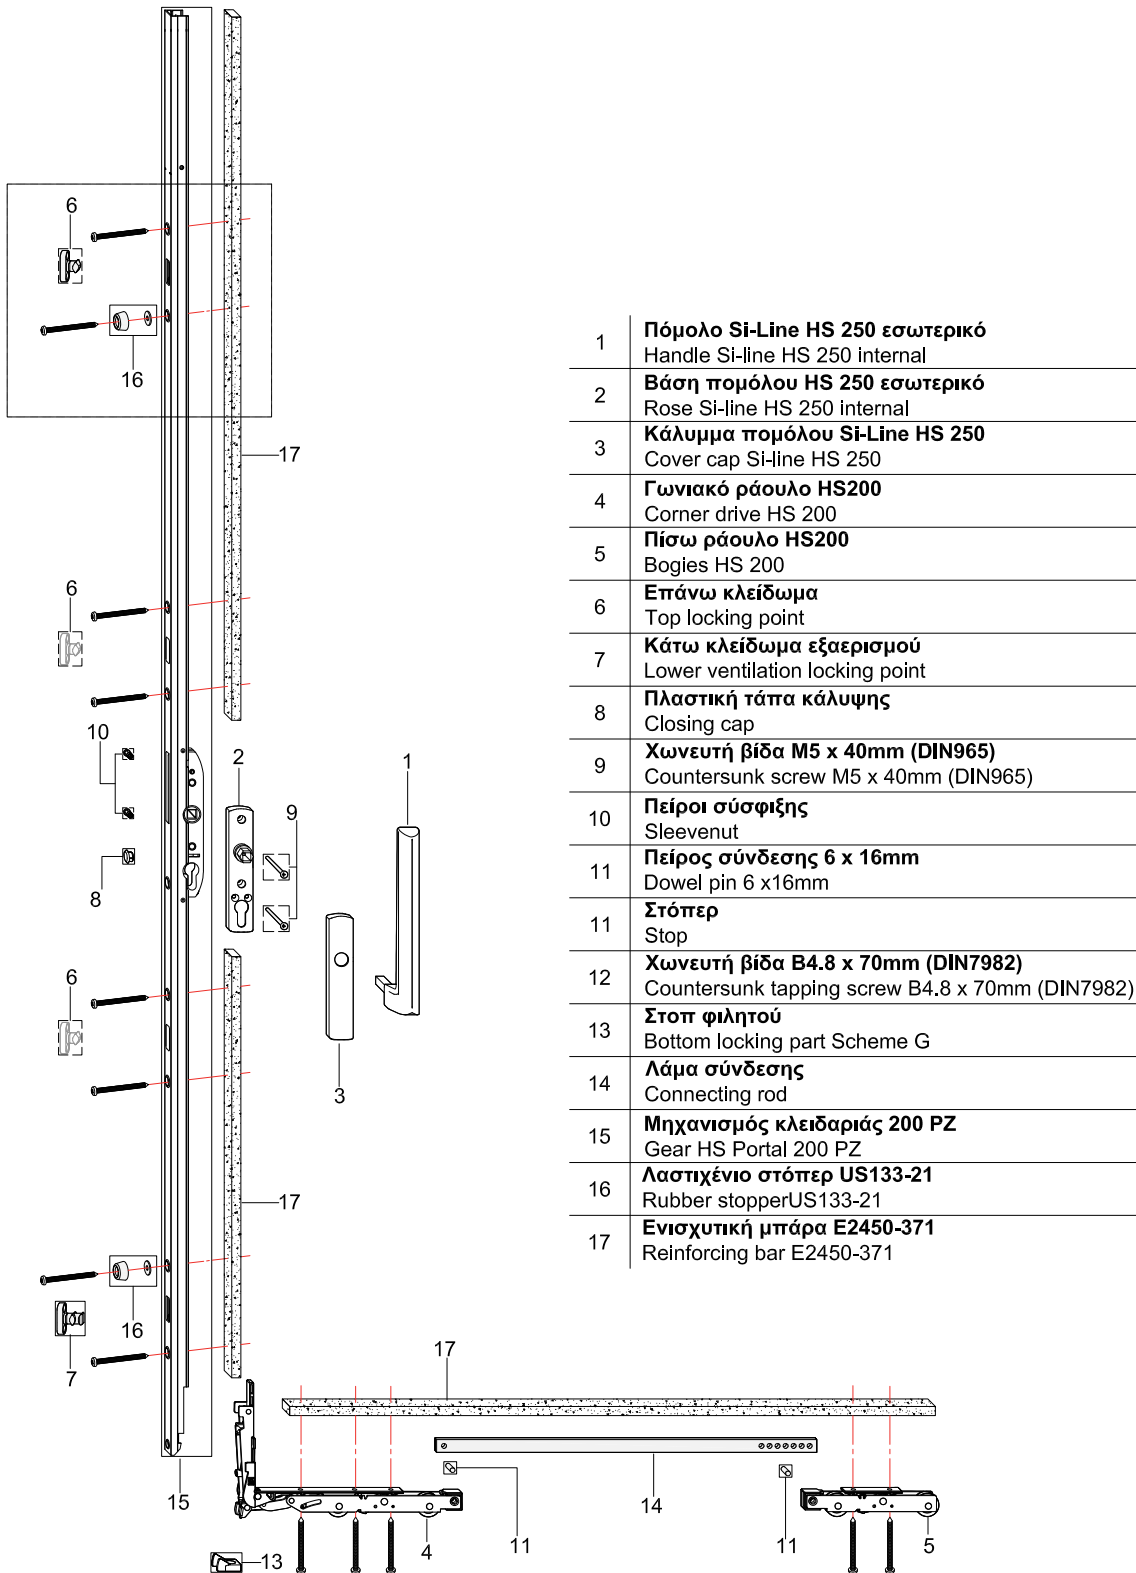 6
16
17
6
10
2
1
9
8
6
3
17
16
7
17
15
14
11
4
11
5
13
1
Πόμολο Si-Line HS 250 εσωτερικό
Handle Si-line HS 250 internal
2
Βάση πομόλου HS 250 εσωτερικό
Rose Si-line HS 250 internal
3
Κάλυμμα πομόλου Si-Line HS 250
Cover cap Si-line HS 250
4
Γωνιακό ράουλο HS200
Corner drive HS 200
5
Πίσω ράουλο HS200
Bogies HS 200
6
Επάνω κλείδωμα
Top locking point
7
Κάτω κλείδωμα εξαερισμού
Lower ventilation locking point
8
Πλαστική τάπα κάλυψης
Closing cap
9
Χωνευτή βίδα M5 x 40mm (DIN965)
Countersunk screw M5 x 40mm (DIN965)
10
Πείροι σύσφιξης
Sleevenut
11
Πείρος σύνδεσης 6 x 16mm
Dowel pin 6 x16mm
11
Στόπερ
Stop
12
Χωνευτή βίδα B4.8 x 70mm (DIN7982)
Countersunk tapping screw B4.8 x 70mm (DIN7982)
13
Στοπ φιλητού
Bottom locking part Scheme G
14
Λάμα σύνδεσης
Connecting rod
15
Μηχανισμός κλειδαριάς 200 PZ
Gear HS Portal 200 PZ
16
Λαστιχένιο στόπερ US133-21
Rubber stopperUS133-21
17
Ενισχυτική μπάρα E2450-371
Reinforcing bar E2450-371